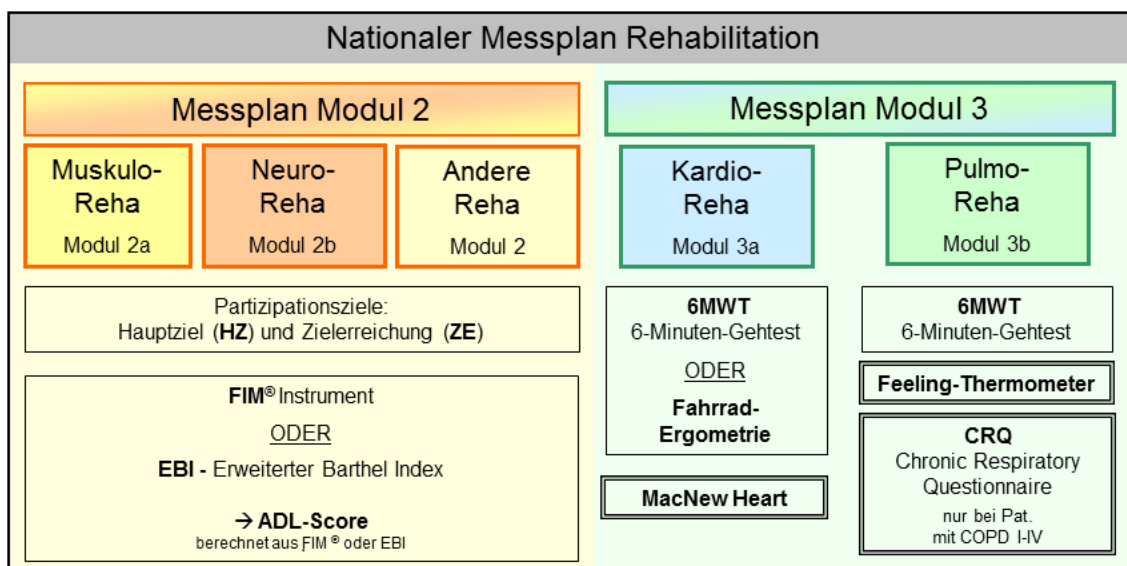 Nationaler Messplan Rehabilitation
Messplan Modul 2
Muskulo-
Reha
Modul 2a
Neuro-
Reha
Modul 2b
Andere
Reha
Modul 2
Partizipationsziele:
Hauptziel (HZ) und Zielerreichung (ZE)
FIM® Instrument
ODER
EBI - Erweiterter Barthel Index
→ ADL-Score
berechnet aus FIM ® oder EBI
Messplan Modul 3
Kardio-
Reha
Modul 3a
6MWT
6-Minuten-Gehtest
ODER
Fahrrad-
Ergometrie
MacNew Heart
Pulmo-
Reha
Modul 3b
6MWT
6-Minuten-Gehtest
Feeling-Thermometer
CRQ
Chronic Respiratory
Questionnaire
nur bei Pat.
mit COPD I-IV